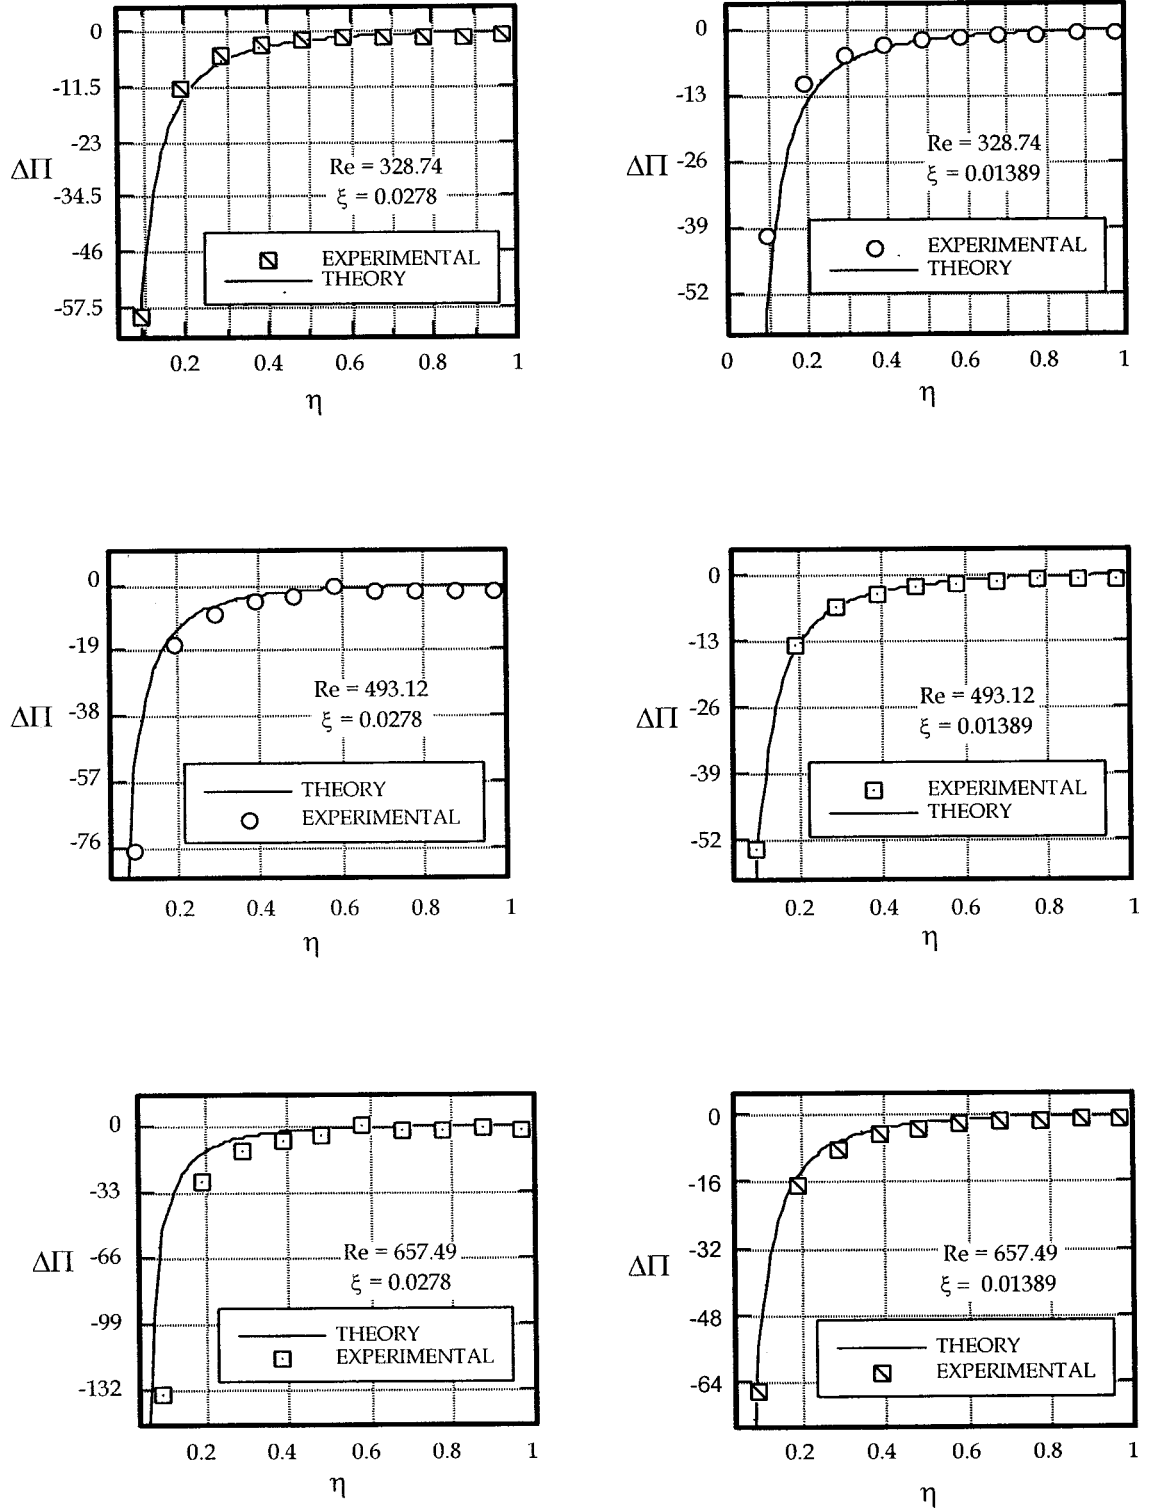 0
-11.5
-23
-34.5
-46
-57.5
ΔΠ
Re = 328.74
ξ = 0.0278
EXPERIMENTAL
THEORY
0.2 0.4 0.6 0.8 1
η
0
-13
-26
-39
-52
ΔΠ
Re = 328.74
ξ = 0.01389
EXPERIMENTAL
THEORY
0 0.2 0.4 0.6 0.8 1
η
0
-19
-38
-57
-76
ΔΠ
Re = 493.12
ξ = 0.0278
THEORY
EXPERIMENTAL
0.2 0.4 0.6 0.8 1
η
0
-13
-26
-39
-52
ΔΠ
Re = 493.12
ξ = 0.01389
EXPERIMENTAL
THEORY
0.2 0.4 0.6 0.8 1
η
0
-33
-66
-99
-132
ΔΠ
Re = 657.49
ξ = 0.0278
THEORY
EXPERIMENTAL
0.2 0.4 0.6 0.8 1
η
0
-16
-32
-48
-64
ΔΠ
Re = 657.49
ξ = 0.01389
THEORY
EXPERIMENTAL
0.2 0.4 0.6 0.8 1
η